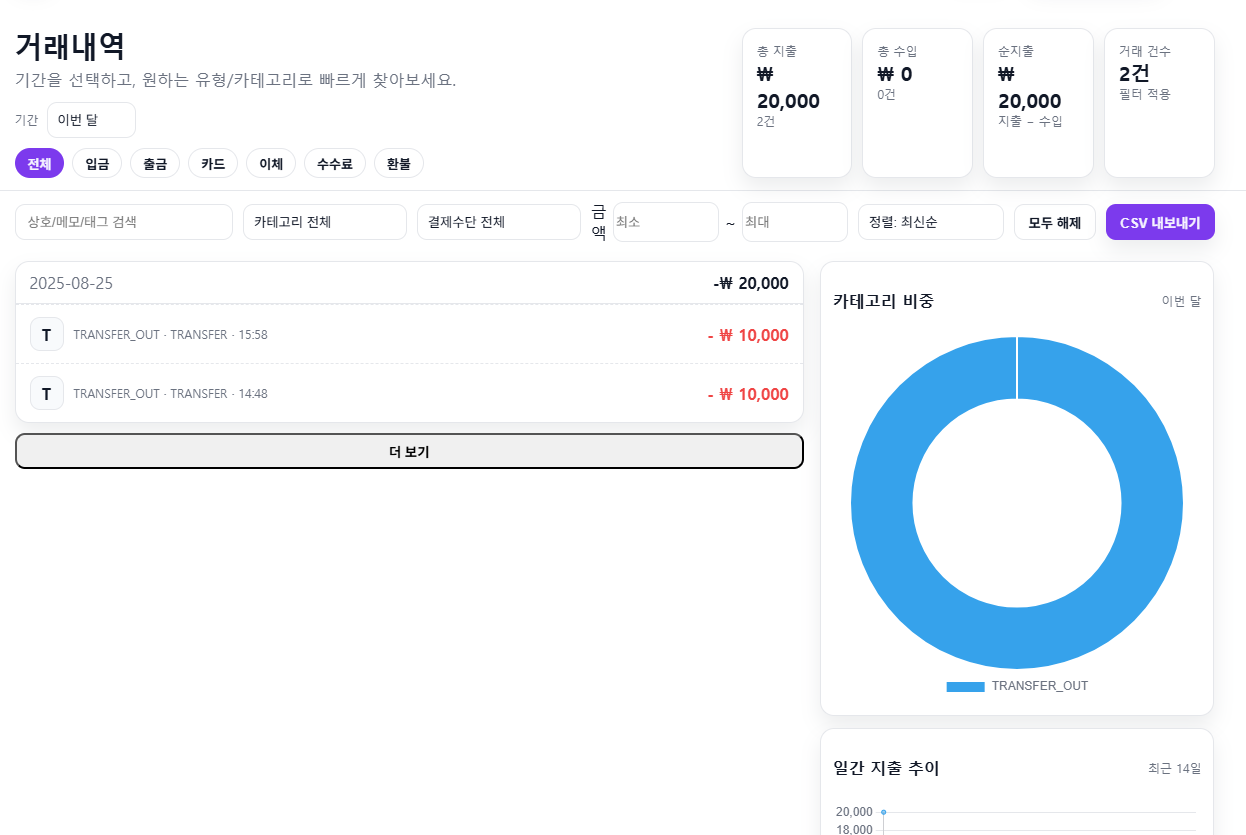 거래내역
기간을 선택하고, 원하는 유형/카테고리로 빠르게 찾아보세요.
기간 이번 달
전체 입금 출금 카드 이체 수수료 환불
총 지출
₩
20,000
2건
총 수입
₩ 0
0건
순지출
₩
20,000
지출 − 수입
거래 건수
2건
필터 적용
상호/메모/태그 검색 카테고리 전체 결제수단 전체 금
액 최소 ~ 최대 정렬: 최신순 모두 해제 CSV 내보내기
2025-08-25 -₩ 20,000
T TRANSFER_OUT · TRANSFER · 15:58 - ₩ 10,000
T TRANSFER_OUT · TRANSFER · 14:48 - ₩ 10,000
더 보기
카테고리 비중 이번 달
TRANSFER_OUT
일간 지출 추이 최근 14일
20,000
18,000